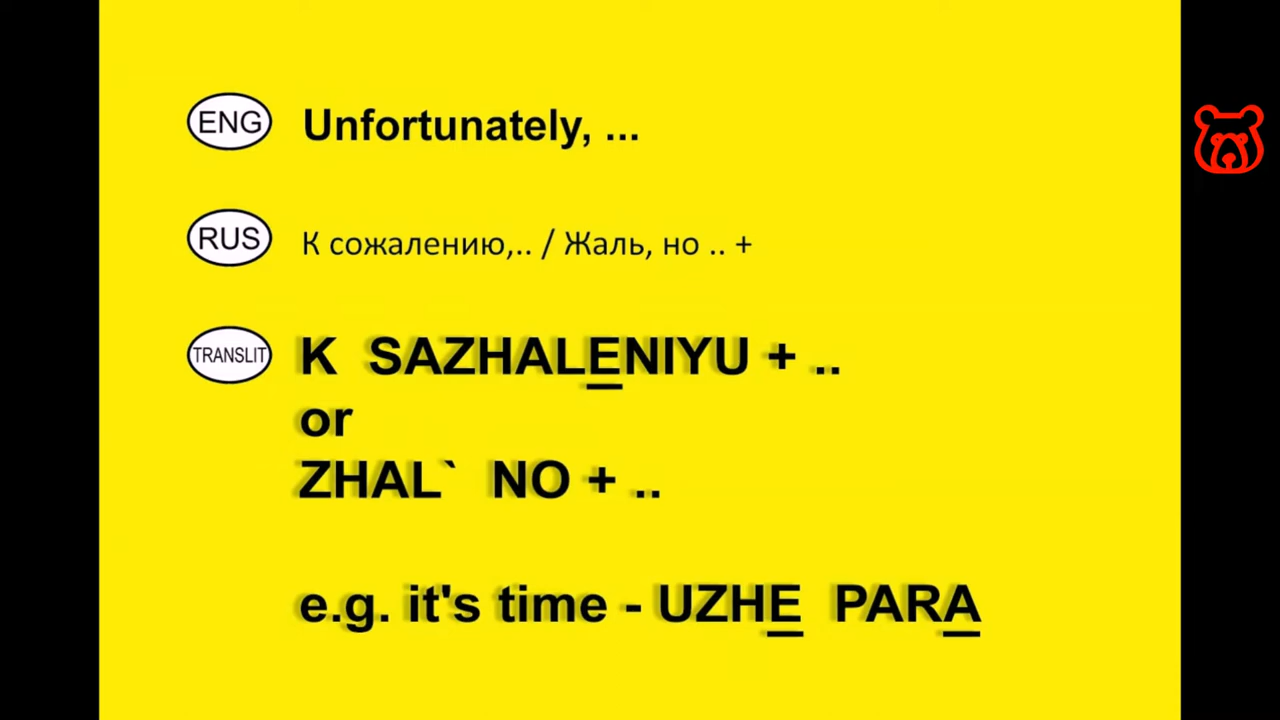 ENG Unfortunately, ...
RUS К сожалению,.. / Жаль, но .. +
TRANSLIT K SAZHALENIYU + ..
or
ZHAL` NO + ..
e.g. it's time - UZHE PARA